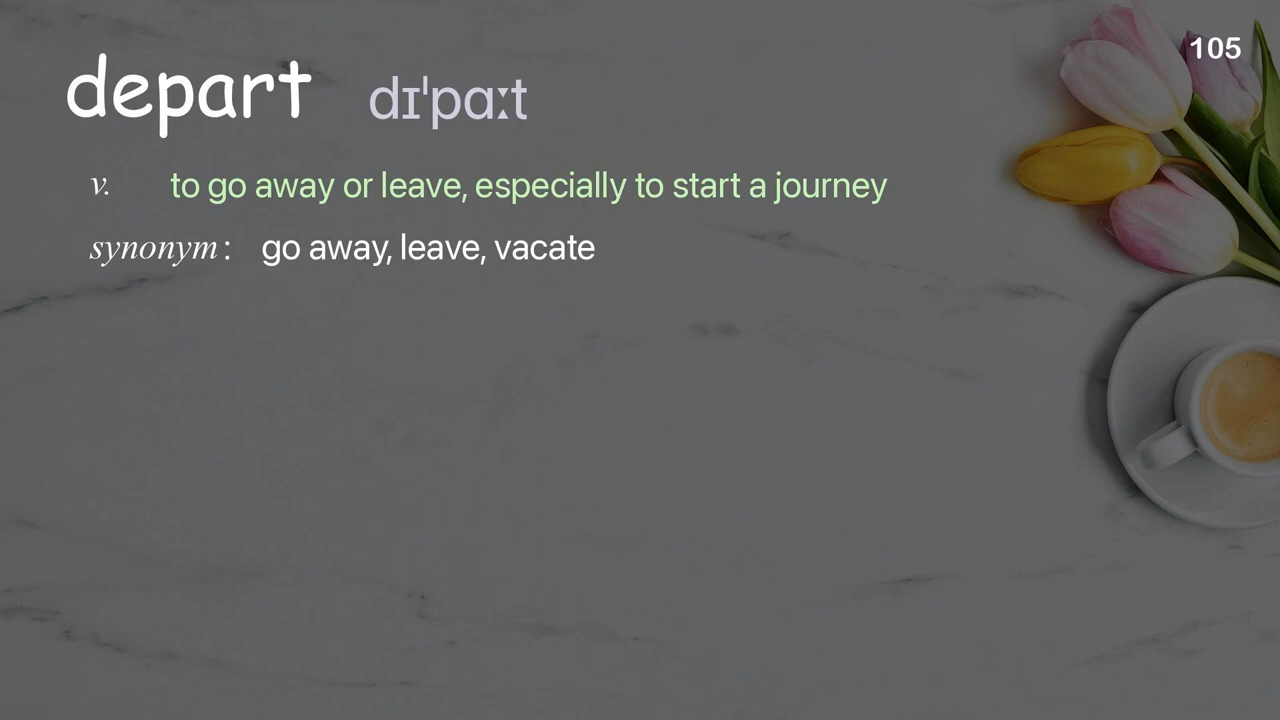 105
depart dɪˈpɑːt
v. to go away or leave, especially to start a journey
synonym: go away, leave, vacate